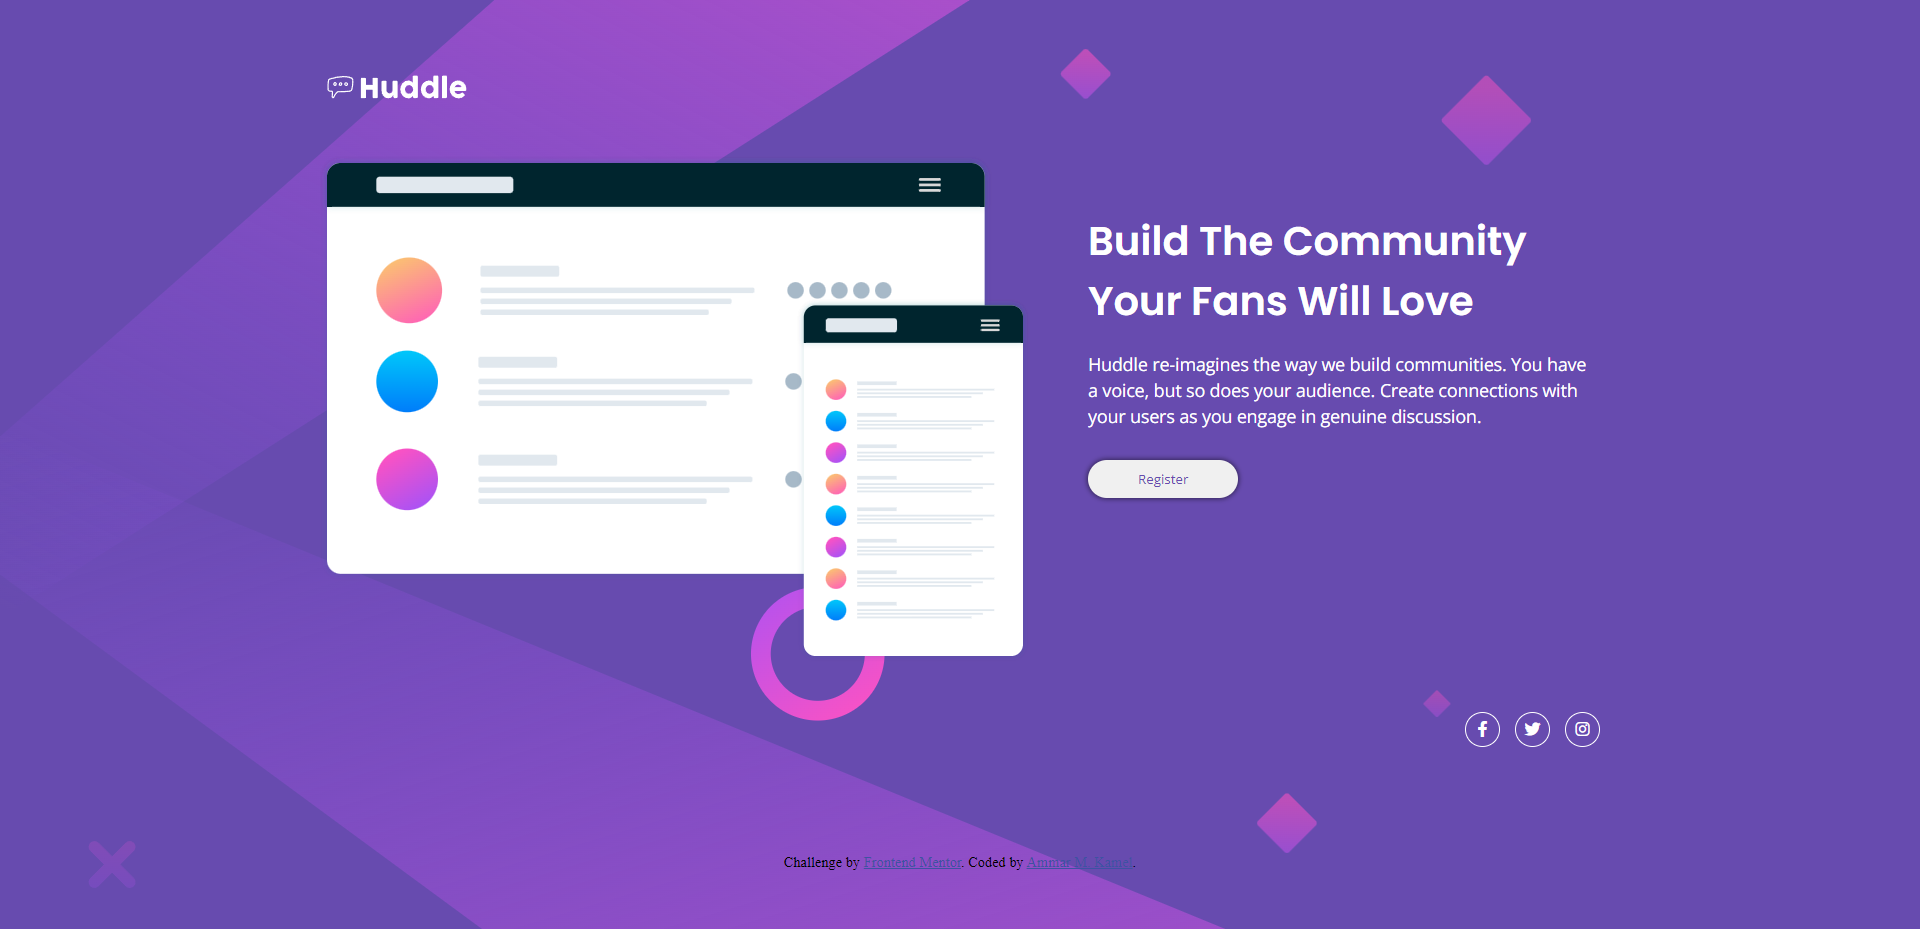 Huddle
Build The Community
Your Fans Will Love
Huddle re-imagines the way we build communities. You have
a voice, but so does your audience. Create connections with
your users as you engage in genuine discussion.
Register
Challenge by Frontend Mentor. Coded by M. Kamel.